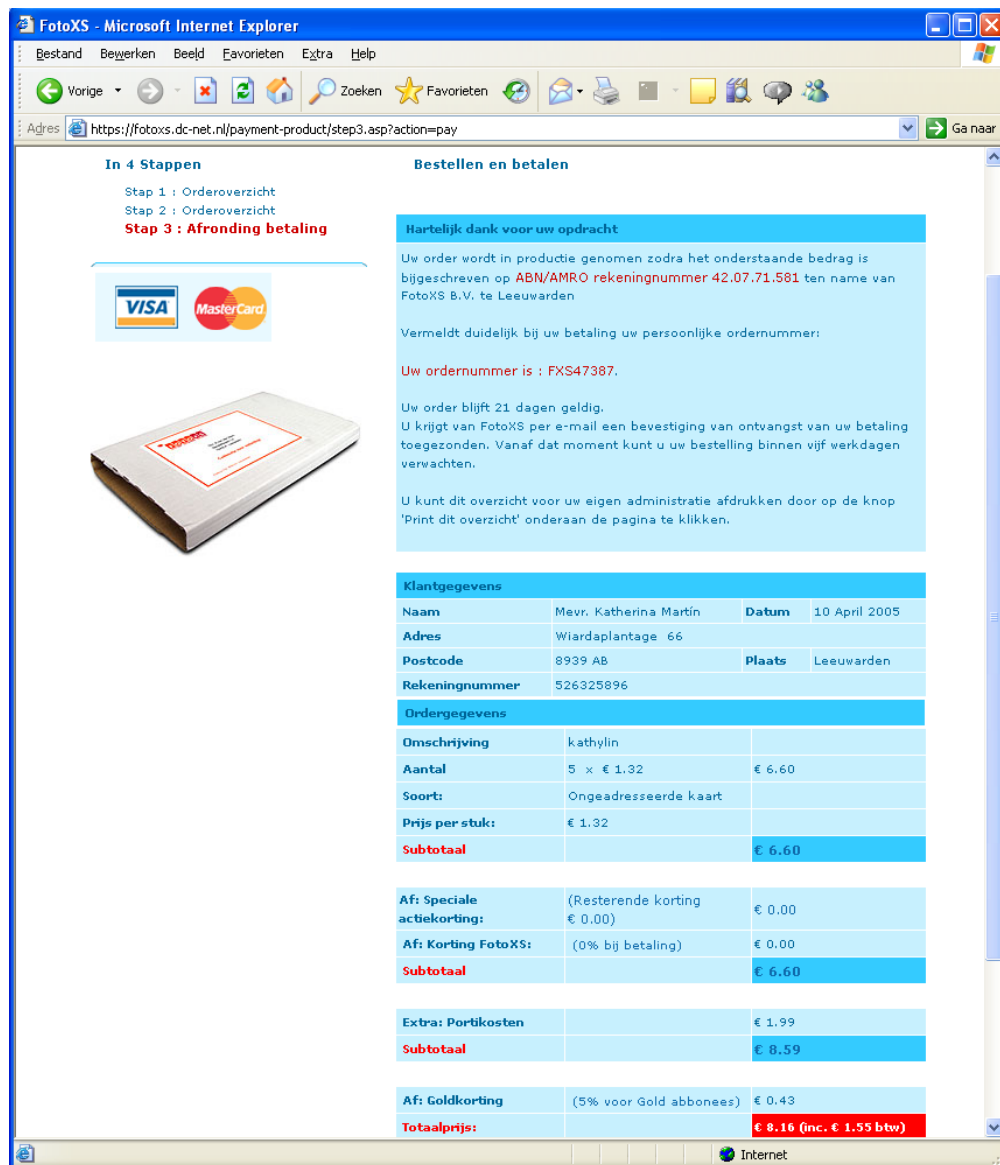 FotoXS - Microsoft Internet Explorer
Bestand Bewerken Beeld Favorieten Extra Help
Vorige Zoeken Favorieten
Adres https://fotoxs.dc-net.nl/payment-product/step3.asp?action=pay Ga naar
In 4 Stappen
Stap 1 : Orderoverzicht
Stap 2 : Orderoverzicht
Stap 3 : Afronding betaling
VISA MasterCard
Bestellen en betalen
Hartelijk dank voor uw opdracht
Uw order wordt in productie genomen zodra het onderstaande bedrag is
bijgeschreven op ABN/AMRO rekeningnummer 42.07.71.581 ten name van
FotoXS B.V. te Leeuwarden
Vermeldt duidelijk bij uw betaling uw persoonlijke ordernummer:
Uw ordernummer is : FXS47387.
Uw order blijft 21 dagen geldig.
U krijgt van FotoXS per e-mail een bevestiging van ontvangst van uw betaling
toegezonden. Vanaf dat moment kunt u uw bestelling binnen vijf werkdagen
verwachten.
U kunt dit overzicht voor uw eigen administratie afdrukken door op de knop
'Print dit overzicht' onderaan de pagina te klikken.
Klantgegevens
Naam Mevr. Katherina Martín Datum 10 April 2005
Adres Wiardaplantage 66
Postcode 8939 AB Plaats Leeuwarden
Rekeningnummer 526325896
Ordergegevens
Omschrijving kathylin
Aantal 5 x € 1.32 € 6.60
Soort: Ongeadresseerde kaart
Prijs per stuk: € 1.32
Subtotaal € 6.60
Af: Speciale actiekorting: (Resterende korting € 0.00) € 0.00
Af: Korting FotoXS: (0% bij betaling) € 0.00
Subtotaal € 6.60
Extra: Portikosten € 1.99
Subtotaal € 8.59
Af: Goldkorting (5% voor Gold abbonees) € 0.43
Totaalprijs: € 8.16 (inc. € 1.55 btw)
Internet